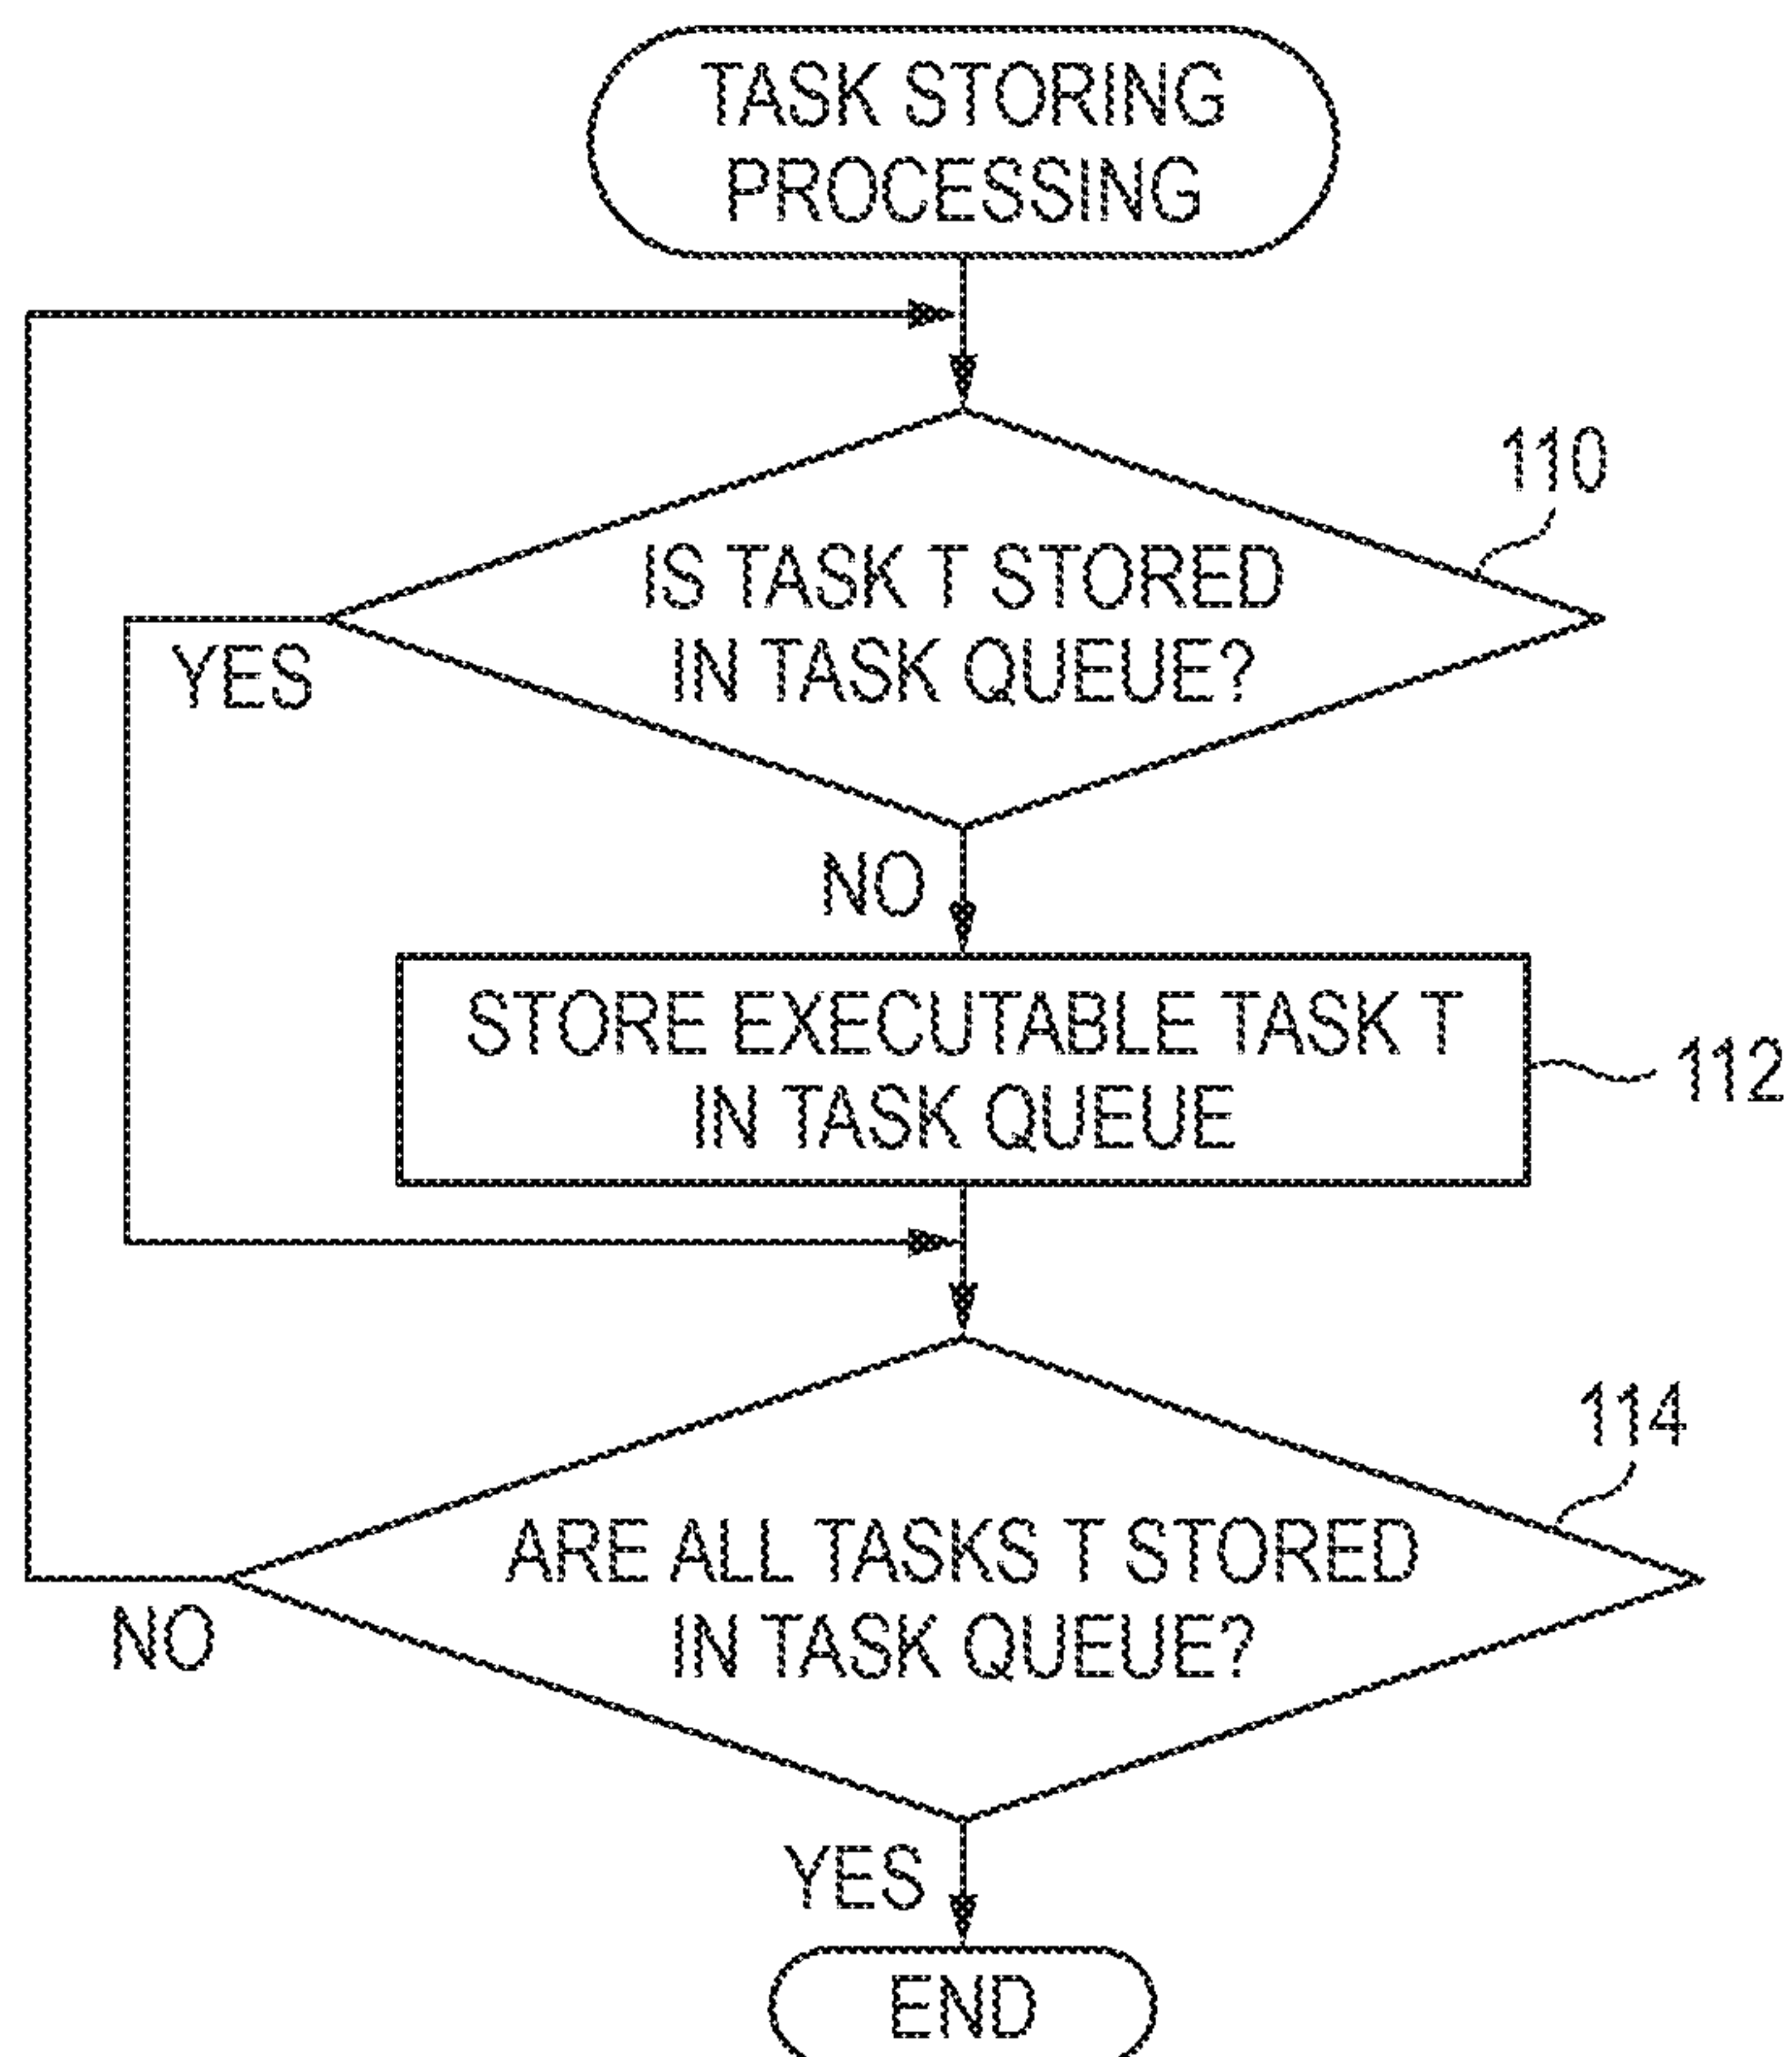 TASK STORING
PROCESSING
110
IS TASK T STORED
IN TASK QUEUE?
YES
NO
STORE EXECUTABLE TASK T
IN TASK QUEUE
112
114
ARE ALL TASKS T STORED
IN TASK QUEUE?
NO
YES
END